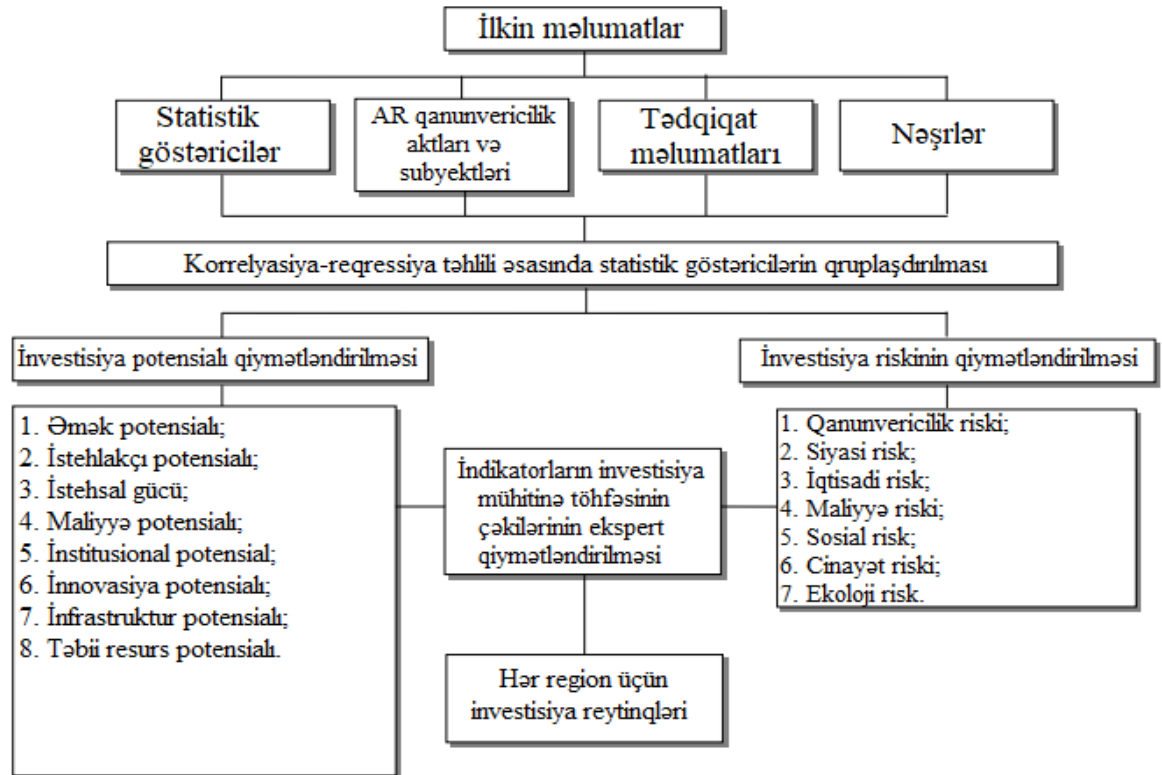 İlkin məlumatlar
Statistik
göstəricilər
AR qanunvericilik
aktları və
subyektləri
Tədqiqat
məlumatları
Nəşrlər
Korrelyasiya-reqressiya təhlili əsasında statistik göstəricilərin qruplaşdırılması
İnvestisiya potensialı qiymətləndirilməsi
İnvestisiya riskinin qiymətləndirilməsi
1. Əmək potensialı;
2. İstehlakçı potensialı;
3. İstehsal gücü;
4. Maliyyə potensialı;
5. İnstitusional potensial;
6. İnnovasiya potensialı;
7. İnfrastruktur potensialı;
8. Təbii resurs potensialı.
İndikatorların investisiya
mühitinə töhfəsinin
çəkilərinin ekspert
qiymətləndirilməsi
1. Qanunvericilik riski;
2. Siyasi risk;
3. İqtisadi risk;
4. Maliyyə riski;
5. Sosial risk;
6. Cinayət riski;
7. Ekoloji risk.
Hər region üçün
investisiya reytinqləri